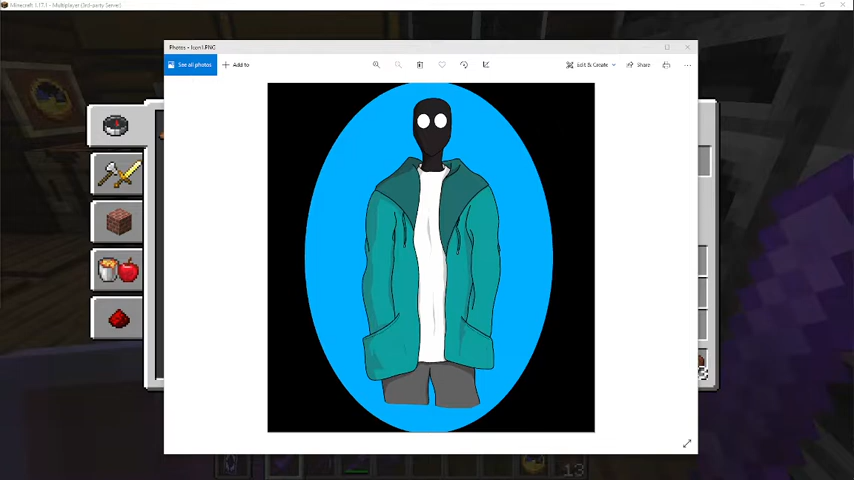 Minecraft 1.17.1 - Multiplayer (3rd-party Server)
Photos - Icon1.PNG
See all photos
Add to
Edit & Create
Share
13
3